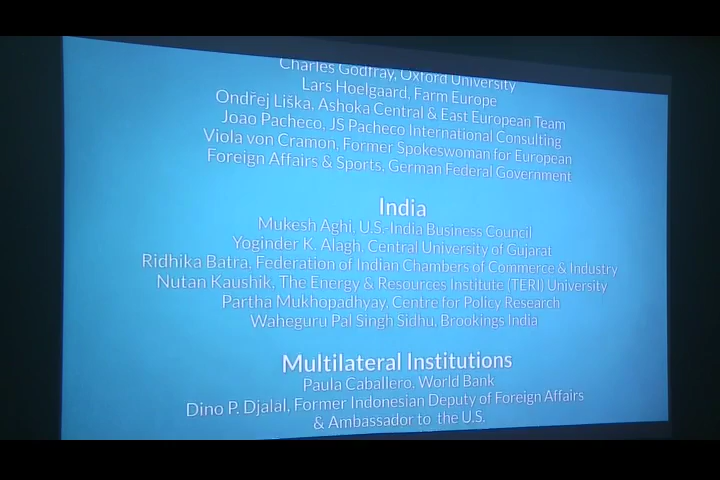 Charles Godfray, Oxford University
Lars Hoelgaard, Farm Europe
Ondřej Liška, Ashoka Central & East European Team
Joao Pacheco, JS Pacheco International Consulting
Viola von Cramon, Former Spokeswoman for European
Foreign Affairs & Sports, German Federal Government
India
Mukesh Aghi, U.S.-India Business Council
Yoginder K. Alagh, Central University of Gujarat
Ridhika Batra, Federation of Indian Chambers of Commerce & Industry
Nutan Kaushik, The Energy & Resources Institute (TERI) University
Partha Mukhopadhyay, Centre for Policy Research
Waheguru Pal Singh Sidhu, Brookings India
Multilateral Institutions
Paula Caballero, World Bank
Dino P. Djalal, Former Indonesian Deputy of Foreign Affairs
& Ambassador to the U.S.